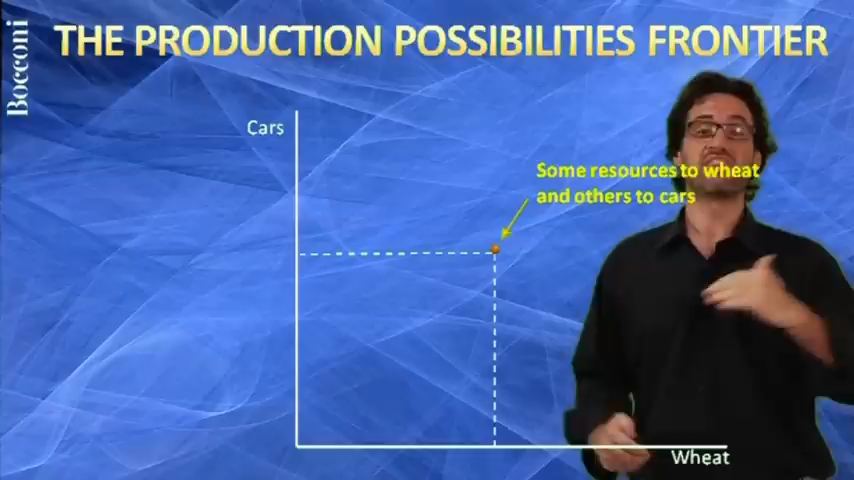 Bocconi
THE PRODUCTION POSSIBILITIES FRONTIER
Cars
Some resources to wheat
and others to cars
Wheat